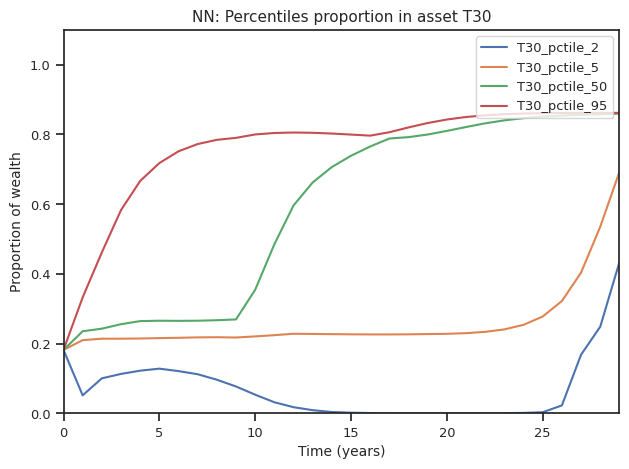 NN: Percentiles proportion in asset T30
T30_pctile_2
T30_pctile_5
T30_pctile_50
T30_pctile_95
Proportion of wealth
1.0
0.8
0.6
0.4
0.2
0.0
0 5 10 15 20 25
Time (years)